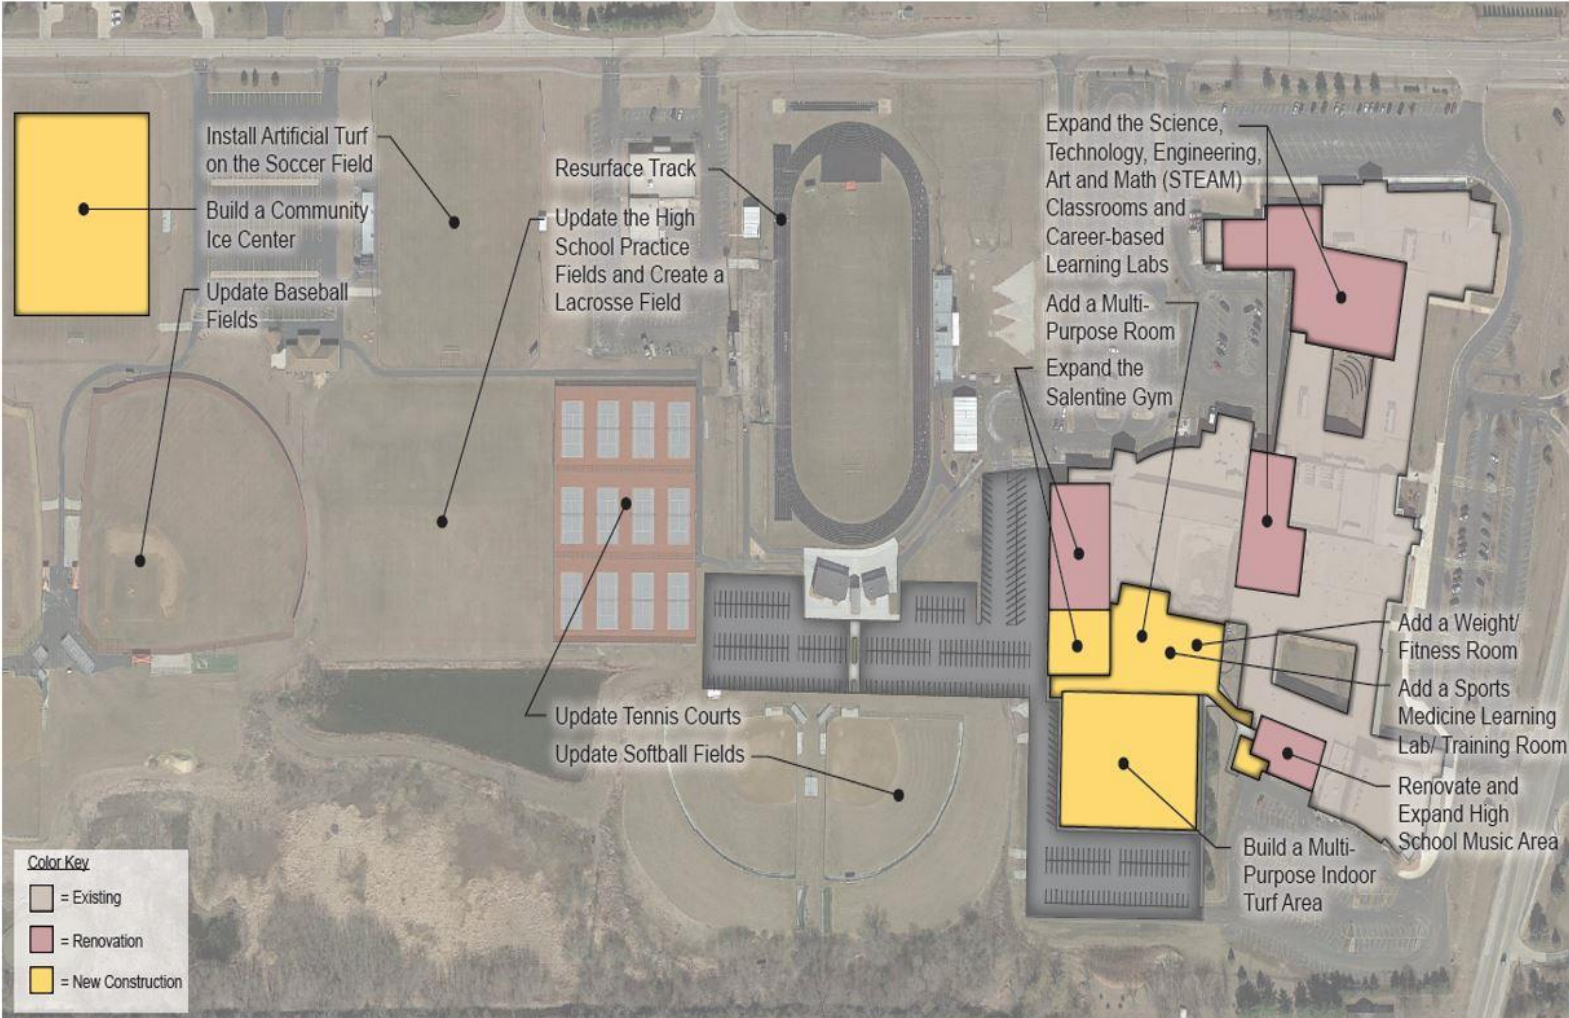 Install Artificial Turf
on the Soccer Field
Build a Community
Ice Center
Update Baseball
Fields
Resurface Track
Update the High
School Practice
Fields and Create a
Lacrosse Field
Expand the Science,
Technology, Engineering,
Art and Math (STEAM)
Classrooms and
Career-based
Learning Labs
Add a Multi-
Purpose Room
Expand the
Salentine Gym
Update Tennis Courts
Update Softball Fields
Add a Weight/
Fitness Room
Add a Sports
Medicine Learning
Lab/ Training Room
Renovate and
Expand High
School Music Area
Build a Multi-
Purpose Indoor
Turf Area
Color Key
= Existing
= Renovation
= New Construction